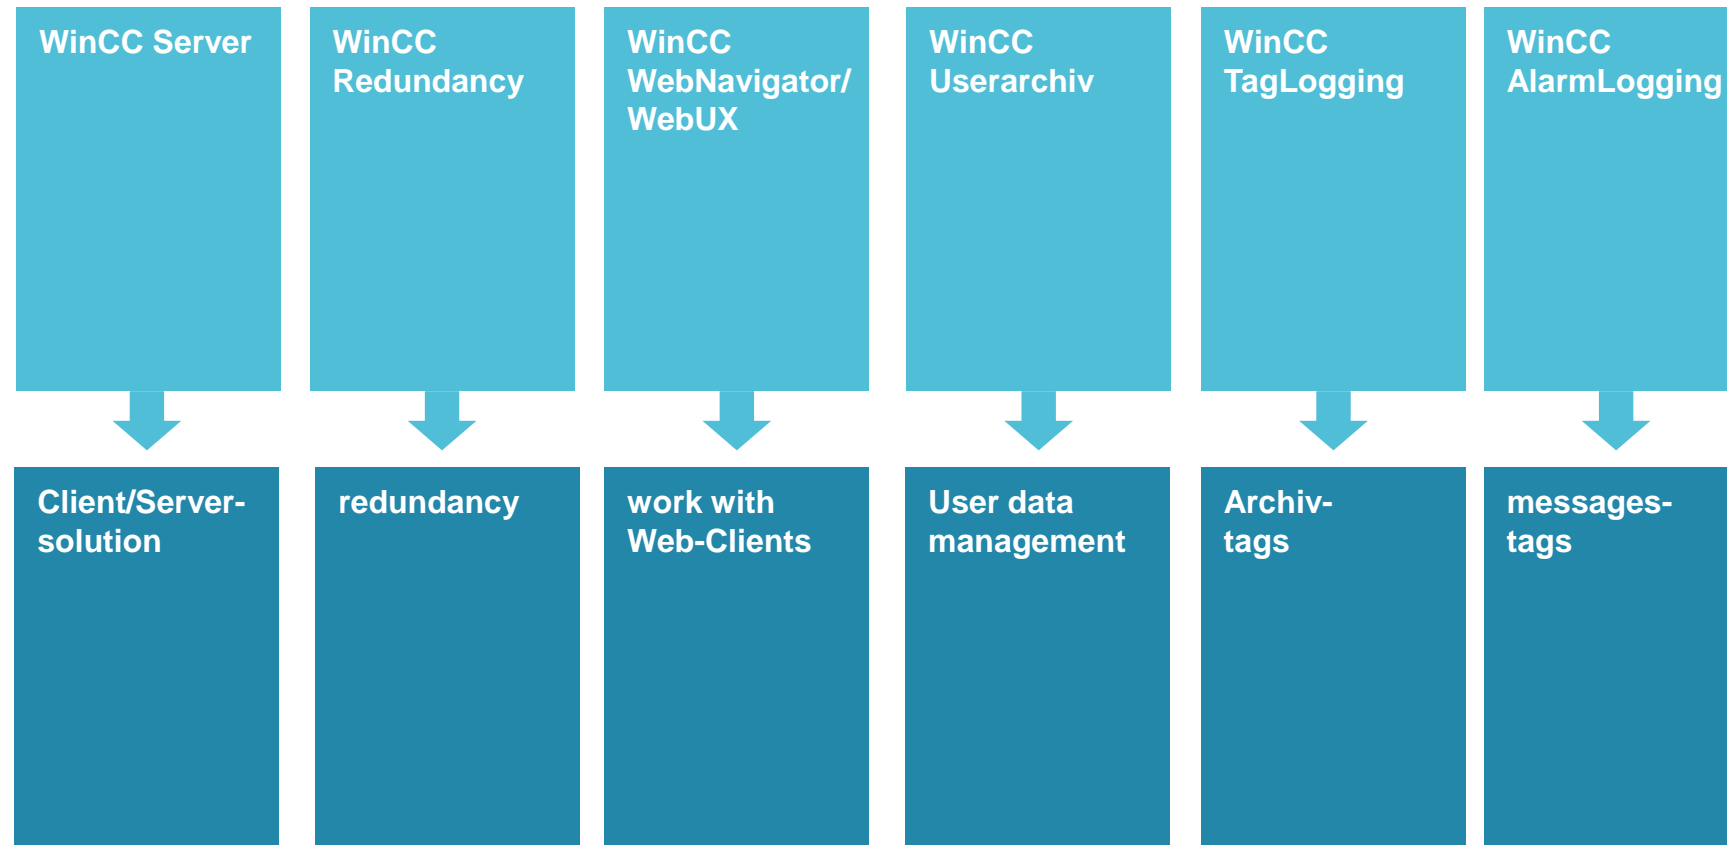 WinCC Server
WinCC
Redundancy
WinCC
WebNavigator/
WebUX
WinCC
Userarchiv
WinCC
TagLogging
WinCC
AlarmLogging
Client/Server-
solution
redundancy
work with
Web-Clients
User data
management
Archiv-
tags
messages-
tags